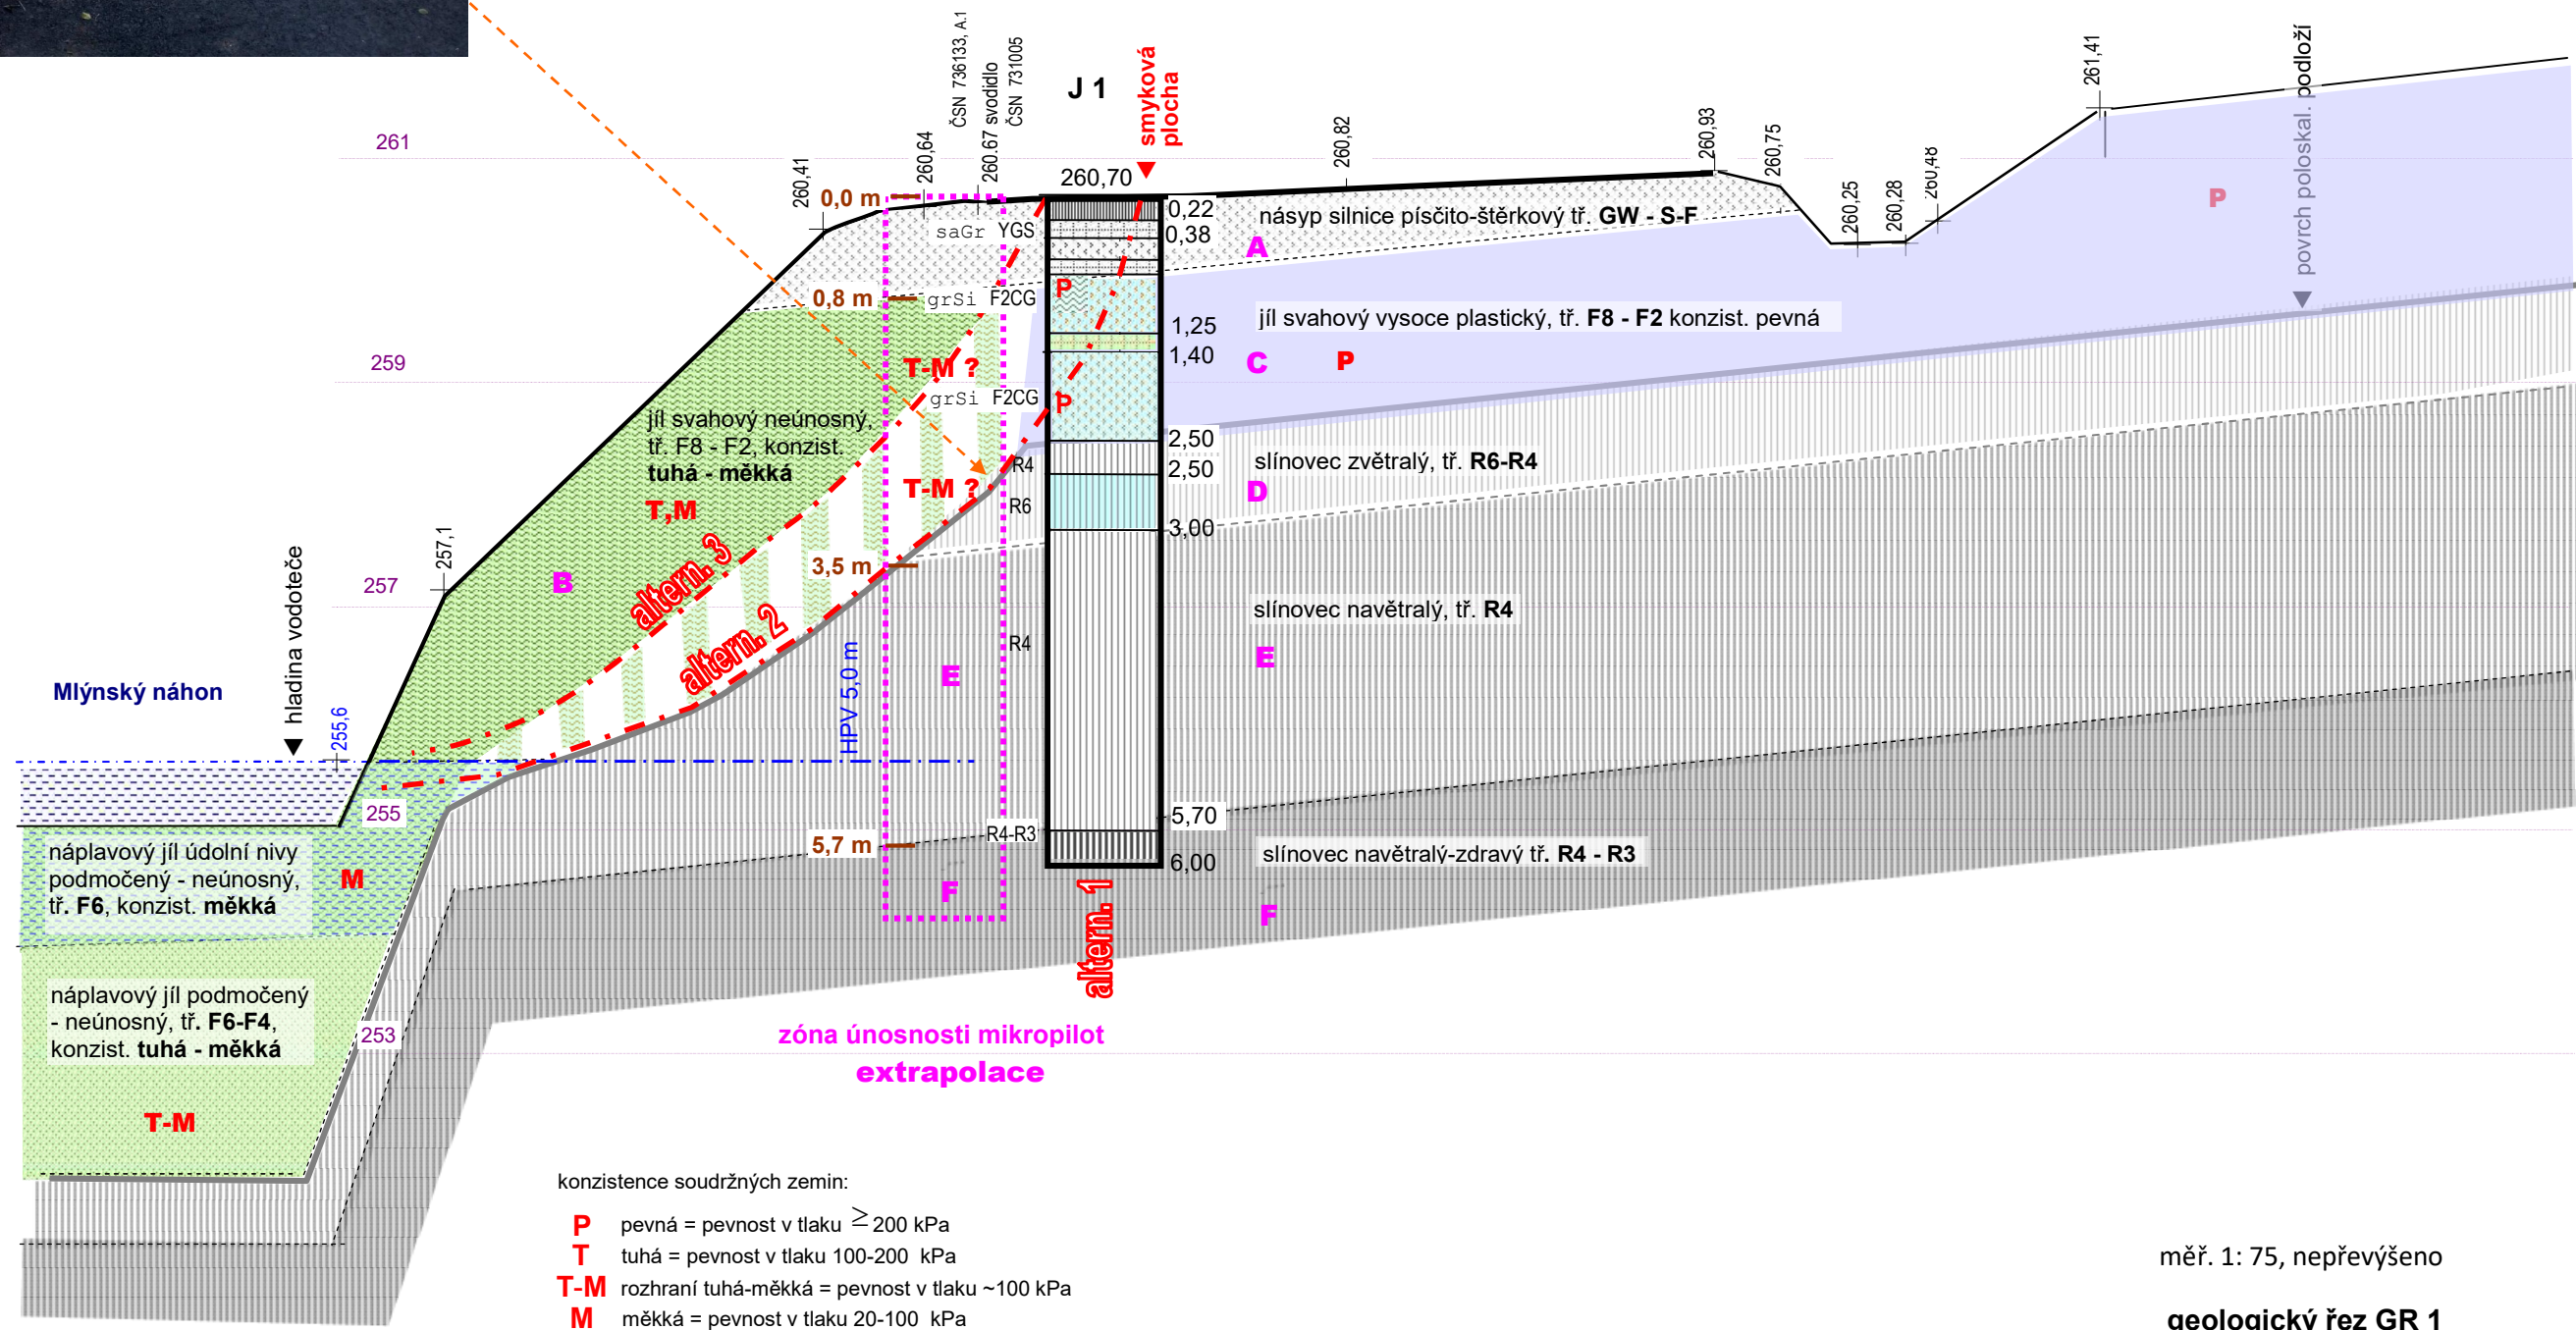 ČSN 736133, A.1
svodidlo
ČSN 731005
J 1
smyková
plocha
261,41
povrch poloskal. podloží
261
260,41
260,64
260.67
260,70
260,82
260,93
260,75
260,25
260,28
260,48
0,0 m
saGr YGS
0,22
0,38
násyp silnice písčito-štěrkový tř. GW - S-F
A
P
0,8 m
grSi F2CG
P
1,25
1,40
jíl svahový vysoce plastický, tř. F8 - F2 konzist. pevná
C
P
259
T-M ?
grSi F2CG
P
jíl svahový neúnosný,
tř. F8 - F2, konzist.
tuhá - měkká
T,M
T-M ?
R4
R6
2,50
2,50
slínovec zvětralý, tř. R6-R4
D
3,00
257,1
257
B
altern. 3
altern. 2
3,5 m
R4
E
slínovec navětralý, tř. R4
E
Mlýnský náhon
hladina vodoteče
255,6
HPV 5,0 m
255
5,7 m
R4-R3
5,70
6,00
slínovec navětralý-zdravý tř. R4 - R3
F
F
náplavový jíl údolní nivy
podmočený - neúnosný,
tř. F6, konzist. měkká
M
altern. 1
náplavový jíl podmočený
- neúnosný, tř. F6-F4,
konzist. tuhá - měkká
253
T-M
zóna únosnosti mikropilot
extrapolace
konzistence soudržných zemin:
P pevná = pevnost v tlaku ≥ 200 kPa
T tuhá = pevnost v tlaku 100-200 kPa
T-M rozhraní tuhá-měkká = pevnost v tlaku ~100 kPa
M měkká = pevnost v tlaku 20-100 kPa
měř. 1: 75, nepřevýšeno
geologický řez GR 1